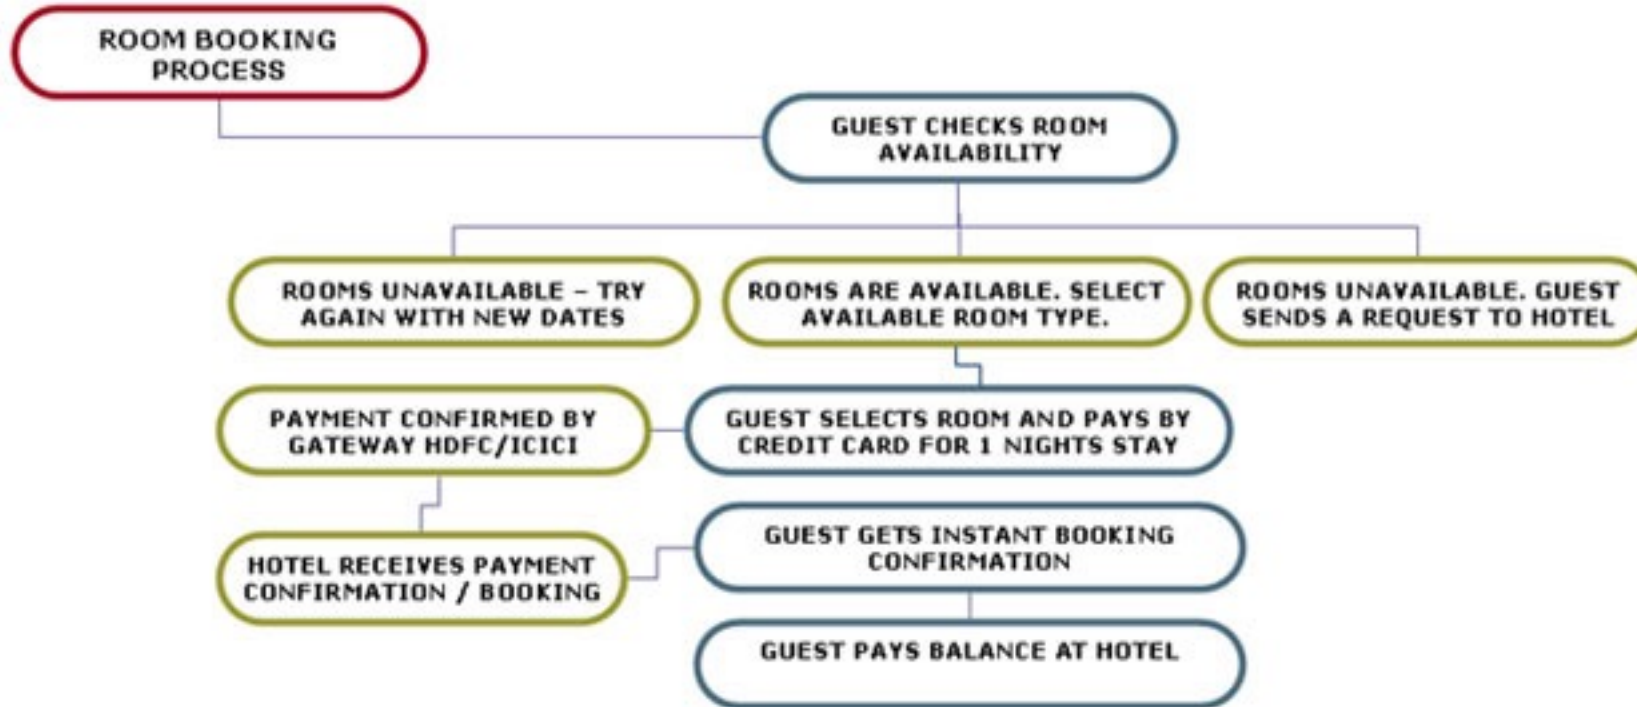 ROOM BOOKING
PROCESS
GUEST CHECKS ROOM
AVAILABILITY
ROOMS UNAVAILABLE – TRY
AGAIN WITH NEW DATES
ROOMS ARE AVAILABLE. SELECT
AVAILABLE ROOM TYPE.
ROOMS UNAVAILABLE. GUEST
SENDS A REQUEST TO HOTEL
PAYMENT CONFIRMED BY
GATEWAY HDFC/ICICI
GUEST SELECTS ROOM AND PAYS BY
CREDIT CARD FOR 1 NIGHTS STAY
HOTEL RECEIVES PAYMENT
CONFIRMATION / BOOKING
GUEST GETS INSTANT BOOKING
CONFIRMATION
GUEST PAYS BALANCE AT HOTEL